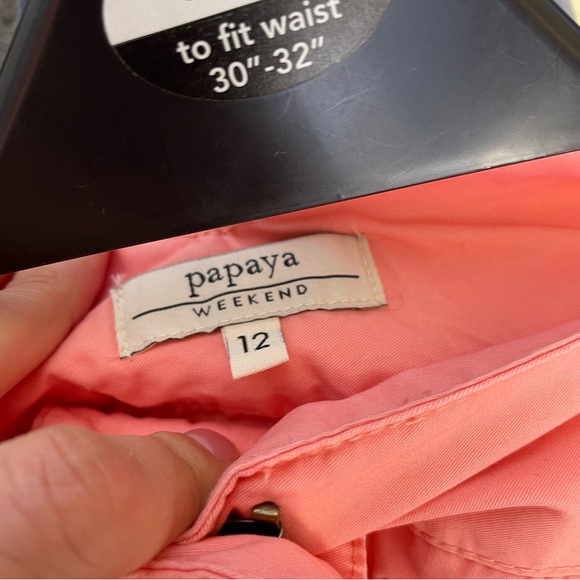 to fit waist
30"-32"
papaya
WEEKEND
12